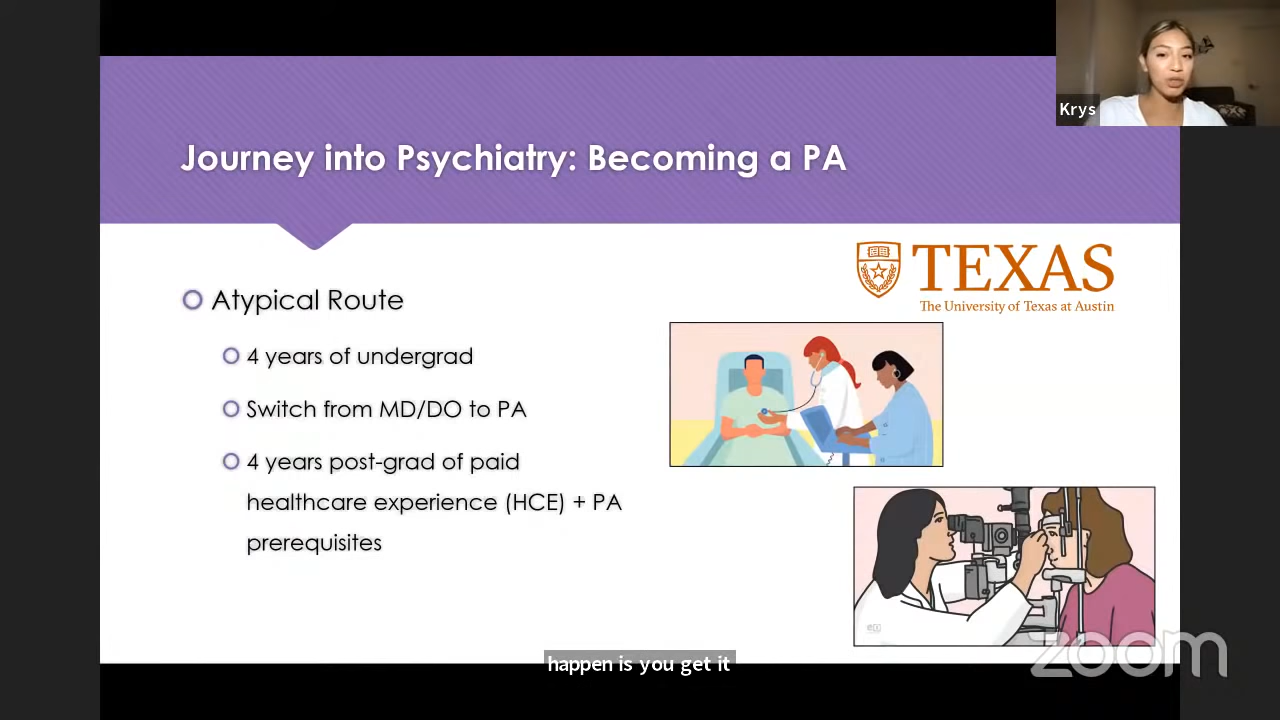 Krys
Journey into Psychiatry: Becoming a PA
TEXAS
The University of Texas at Austin
Atypical Route
4 years of undergrad
Switch from MD/DO to PA
4 years post-grad of paid
healthcare experience (HCE) + PA
prerequisites
happen is you get it
zoom